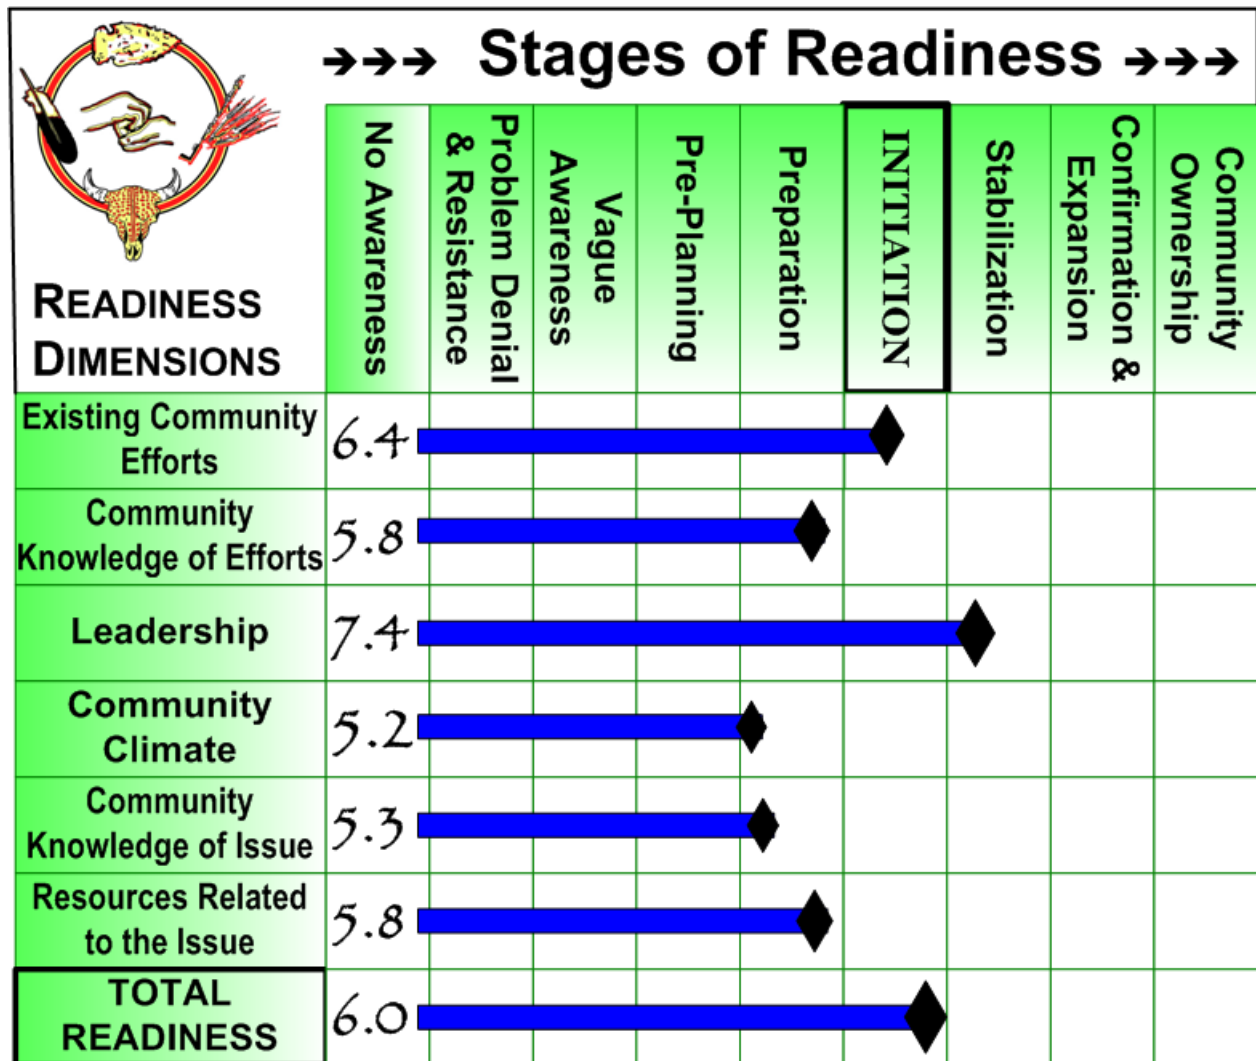 ➔➔➔ Stages of Readiness ➔➔➔
READINESS
DIMENSIONS
No Awareness
Problem Denial
& Resistance
Vague
Awareness
Pre-Planning
Preparation
INITIATION
Stabilization
Confirmation &
Expansion
Community
Ownership
Existing Community
Efforts
6.4
Community
Knowledge of Efforts
5.8
Leadership
7.4
Community
Climate
5.2
Community
Knowledge of Issue
5.3
Resources Related
to the Issue
5.8
TOTAL
READINESS
6.0